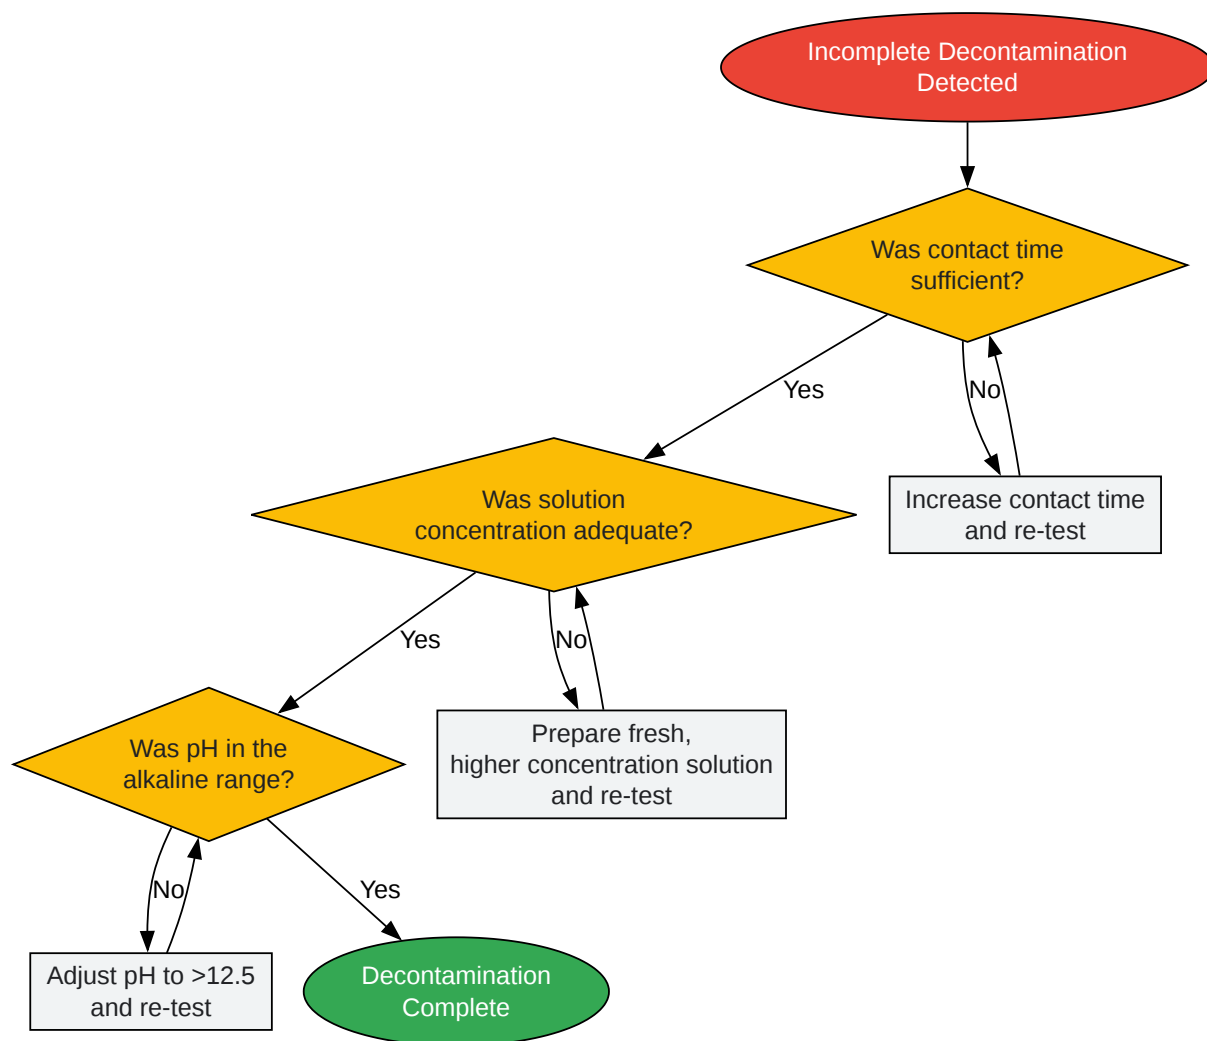 Incomplete Decontamination
Detected
Was contact time
sufficient?
Yes
No
Increase contact time
and re-test
Was solution
concentration adequate?
Yes
No
Prepare fresh,
higher concentration solution
and re-test
Was pH in the
alkaline range?
No
Yes
Adjust pH to >12.5
and re-test
Decontamination
Complete